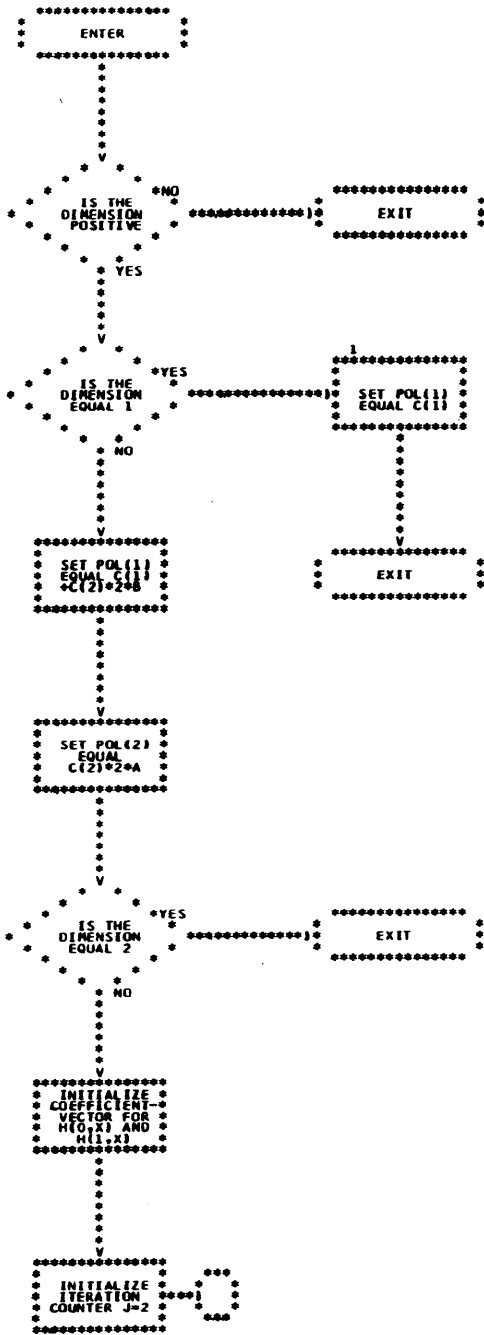 ENTER
IS THE
DIMENSION
POSITIVE
NO
EXIT
YES
IS THE
DIMENSION
EQUAL 1
YES
1
SET POL(1)
EQUAL C(1)
NO
SET POL(1)
EQUAL C(1)
+C(2)*2*B
EXIT
SET POL(2)
EQUAL
C(2)*2*A
IS THE
DIMENSION
EQUAL 2
YES
EXIT
NO
INITIALIZE
COEFFICIENT-
VECTOR FOR
H(0,X) AND
H(1,X)
INITIALIZE
ITERATION
COUNTER J=2